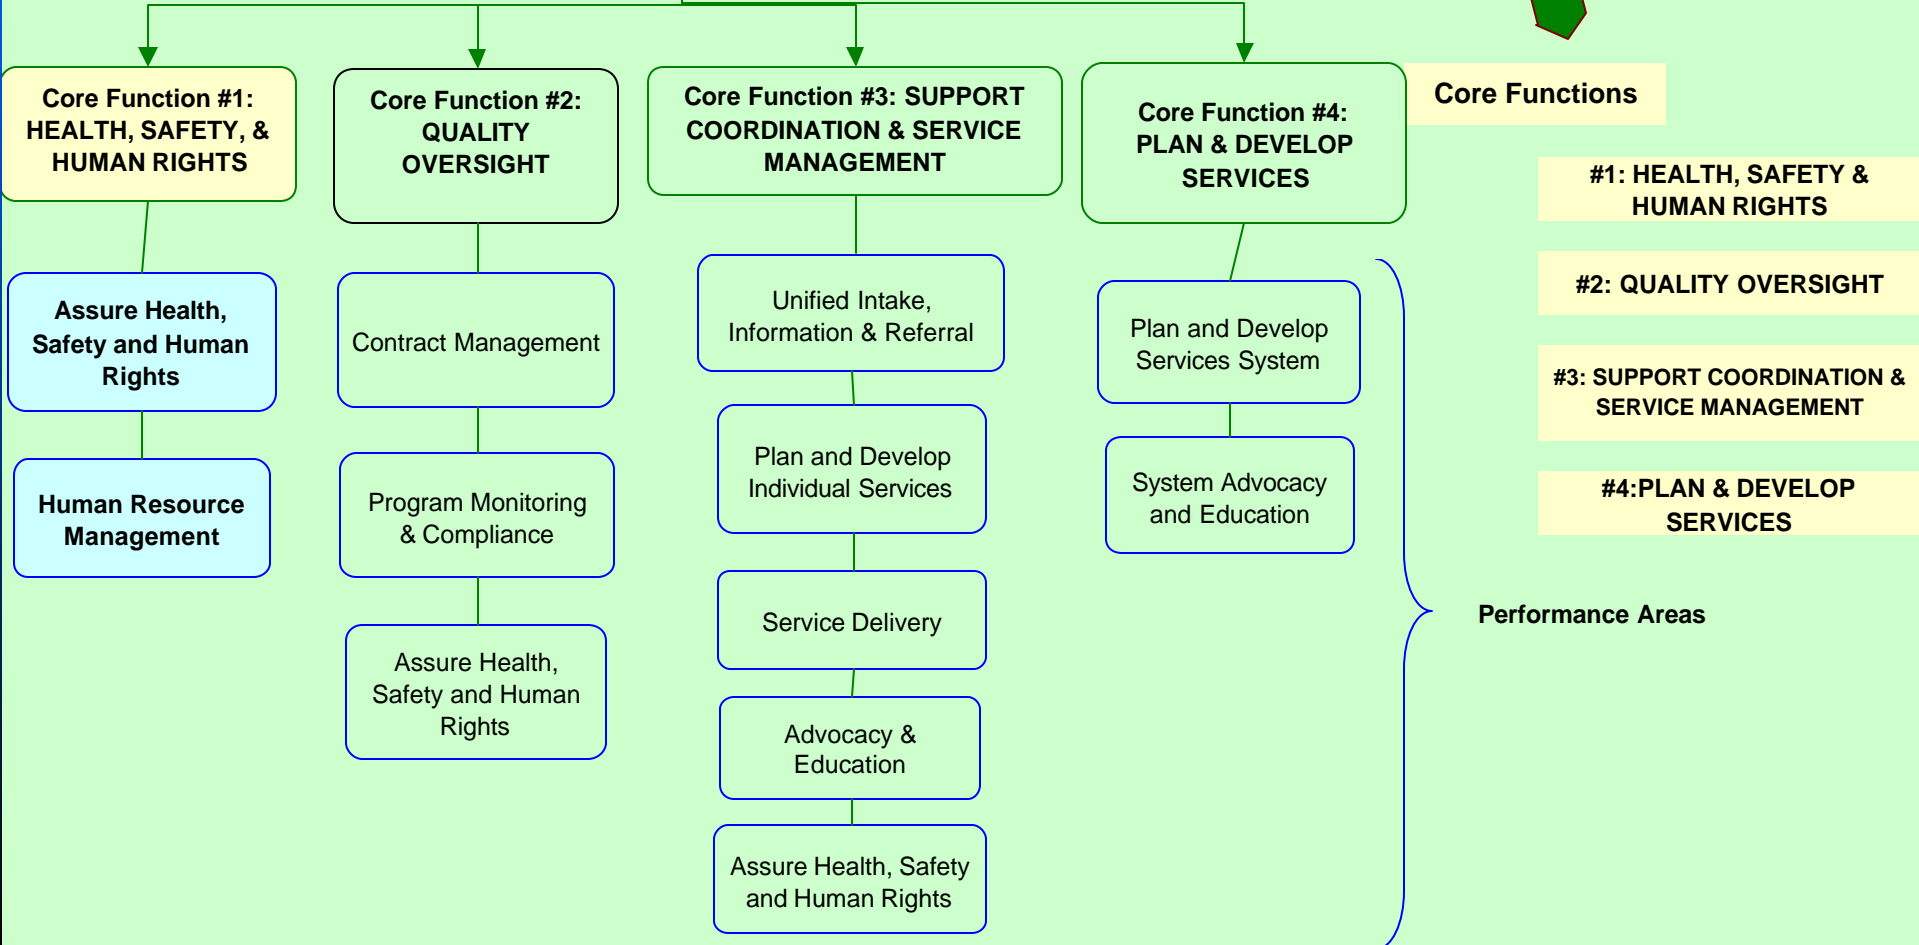 Core Function #1:
HEALTH, SAFETY, &
HUMAN RIGHTS
Assure Health,
Safety and Human
Rights
Human Resource
Management
Core Function #2:
QUALITY
OVERSIGHT
Contract Management
Program Monitoring
& Compliance
Assure Health,
Safety and Human
Rights
Core Function #3: SUPPORT
COORDINATION & SERVICE
MANAGEMENT
Unified Intake,
Information & Referral
Plan and Develop
Individual Services
Service Delivery
Advocacy &
Education
Assure Health, Safety
and Human Rights
Core Function #4:
PLAN & DEVELOP
SERVICES
Plan and Develop
Services System
System Advocacy
and Education
Core Functions
#1: HEALTH, SAFETY &
HUMAN RIGHTS
#2: QUALITY OVERSIGHT
#3: SUPPORT COORDINATION &
SERVICE MANAGEMENT
#4:PLAN & DEVELOP
SERVICES
Performance Areas